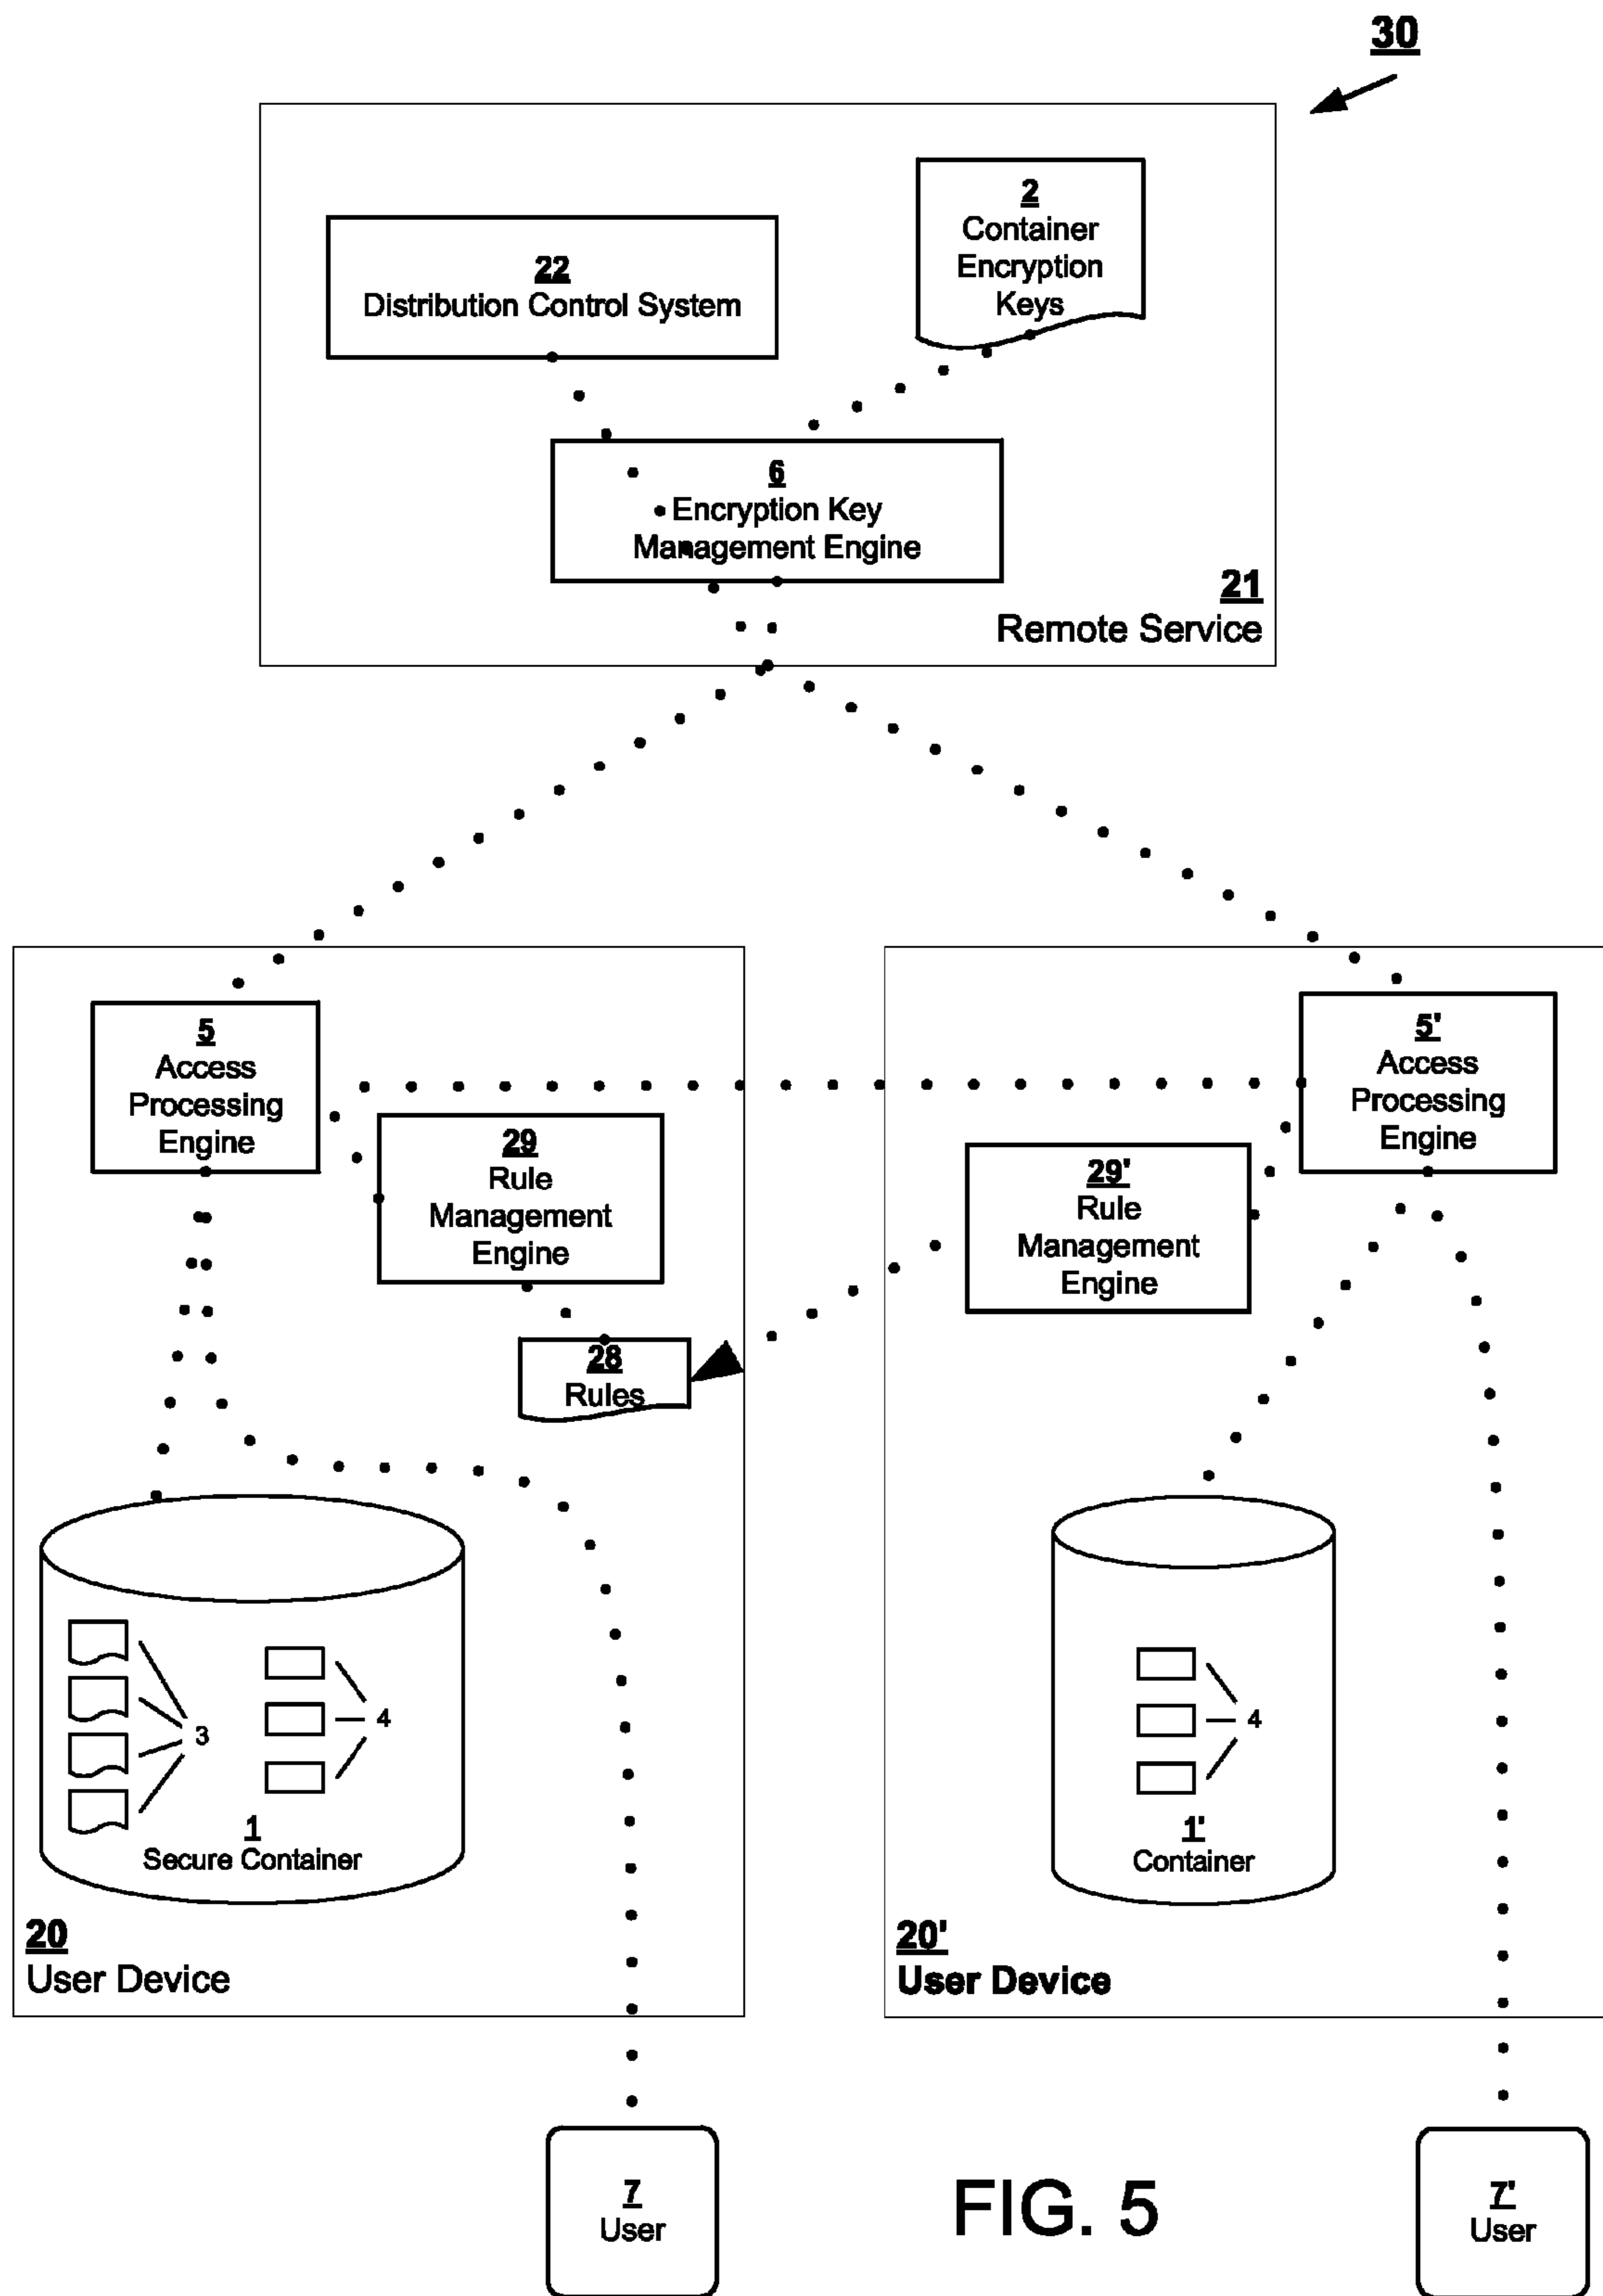 30
2
Container
Encryption
Keys
22
Distribution Control System
6
Encryption Key
Management Engine
21
Remote Service
5
Access
Processing
Engine
29
Rule
Management
Engine
28
Rules
3
4
1
Secure Container
20
User Device
5'
Access
Processing
Engine
29'
Rule
Management
Engine
4
1'
Container
20'
User Device
7
User
FIG. 5
7'
User